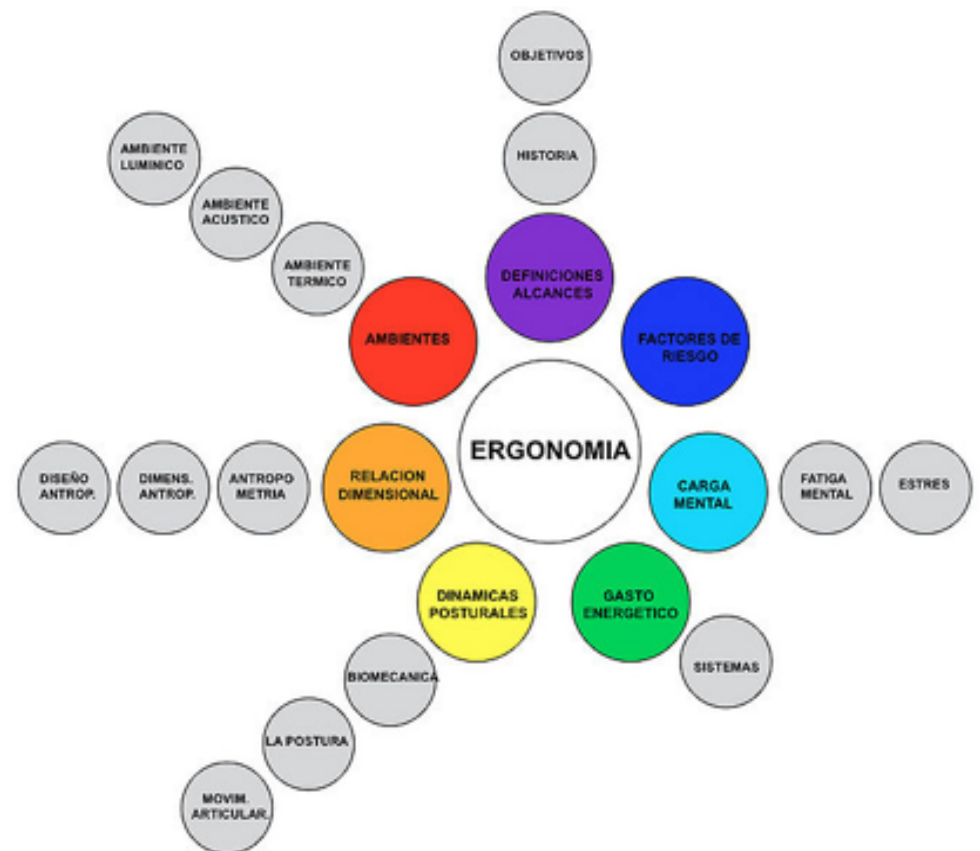 OBJETIVOS
HISTORIA
DEFINICIONES
ALCANCES
AMBIENTE
LUMINICO
AMBIENTE
ACUSTICO
AMBIENTE
TERMICO
AMBIENTES
FACTORES DE
RIESGO
ERGONOMIA
DISEÑO
ANTROP.
DIMENS.
ANTROP.
ANTROPO
METRIA
RELACION
DIMENSIONAL
CARGA
MENTAL
FATIGA
MENTAL
ESTRES
DINAMICAS
POSTURALES
GASTO
ENERGETICO
BIOMECANICA
SISTEMAS
LA POSTURA
MOVIM.
ARTICULAR.